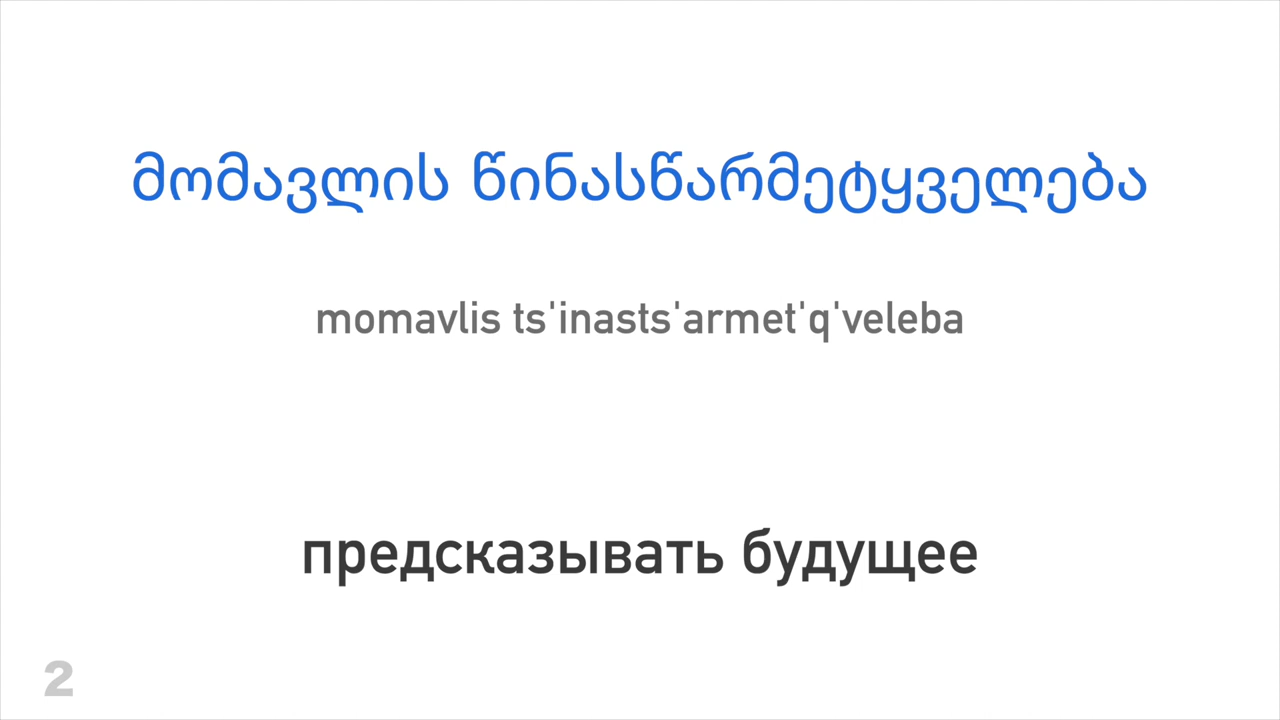 მომავლის წინასწარმეტყველება
momavlis ts'inasts'armet'q'veleba
предсказывать будущее
2